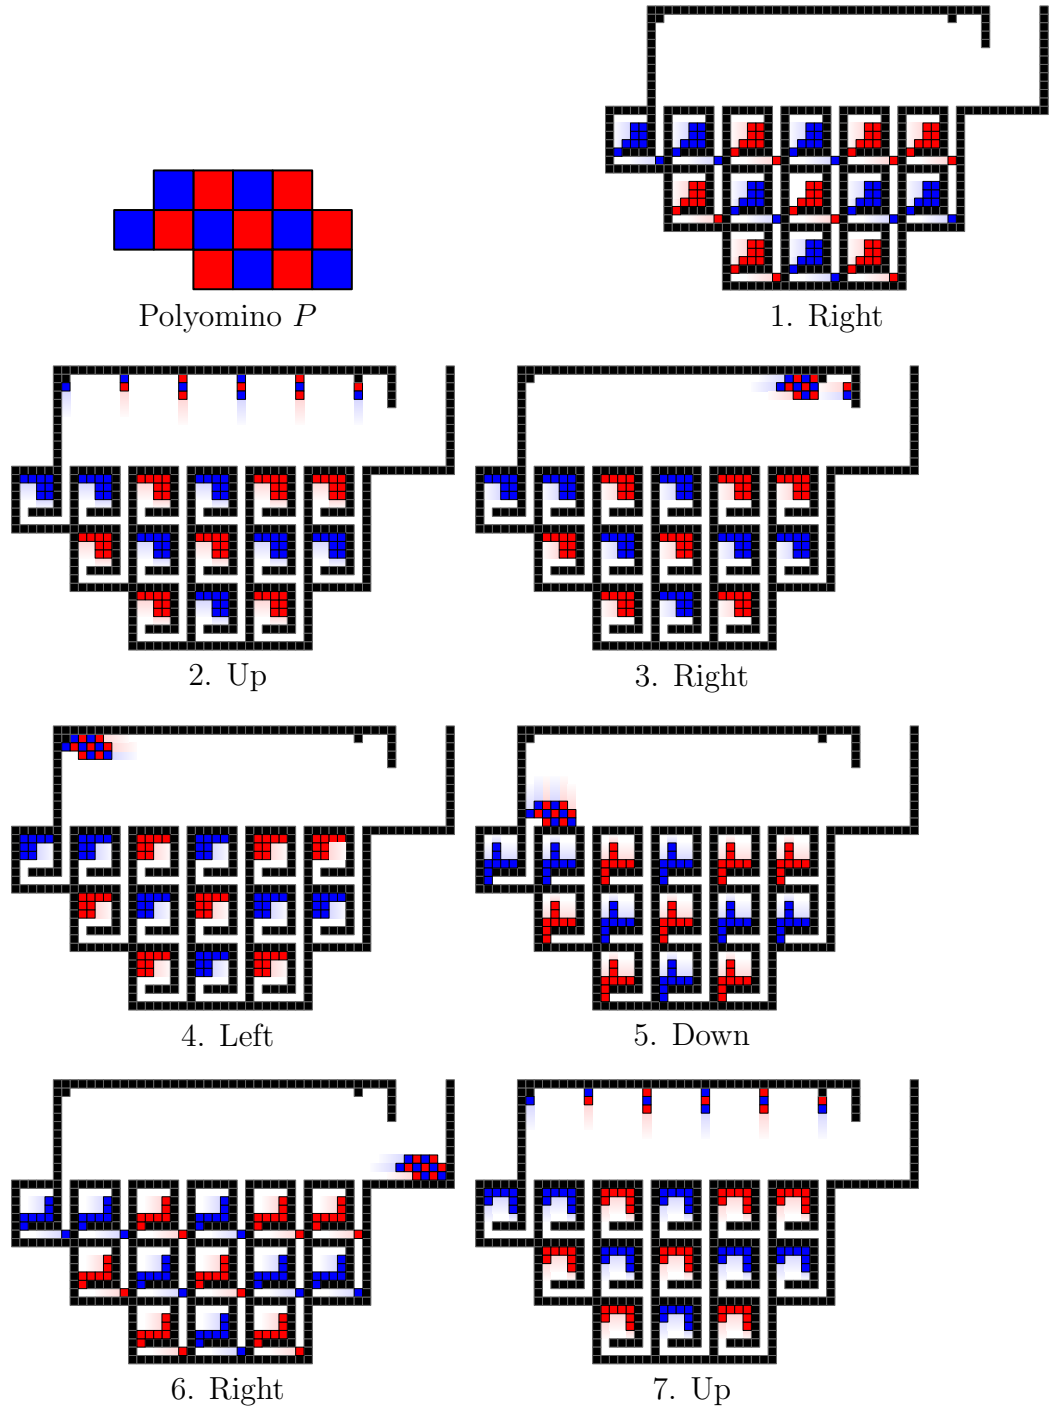 Polyomino P
1. Right
2. Up
3. Right
4. Left
5. Down
6. Right
7. Up